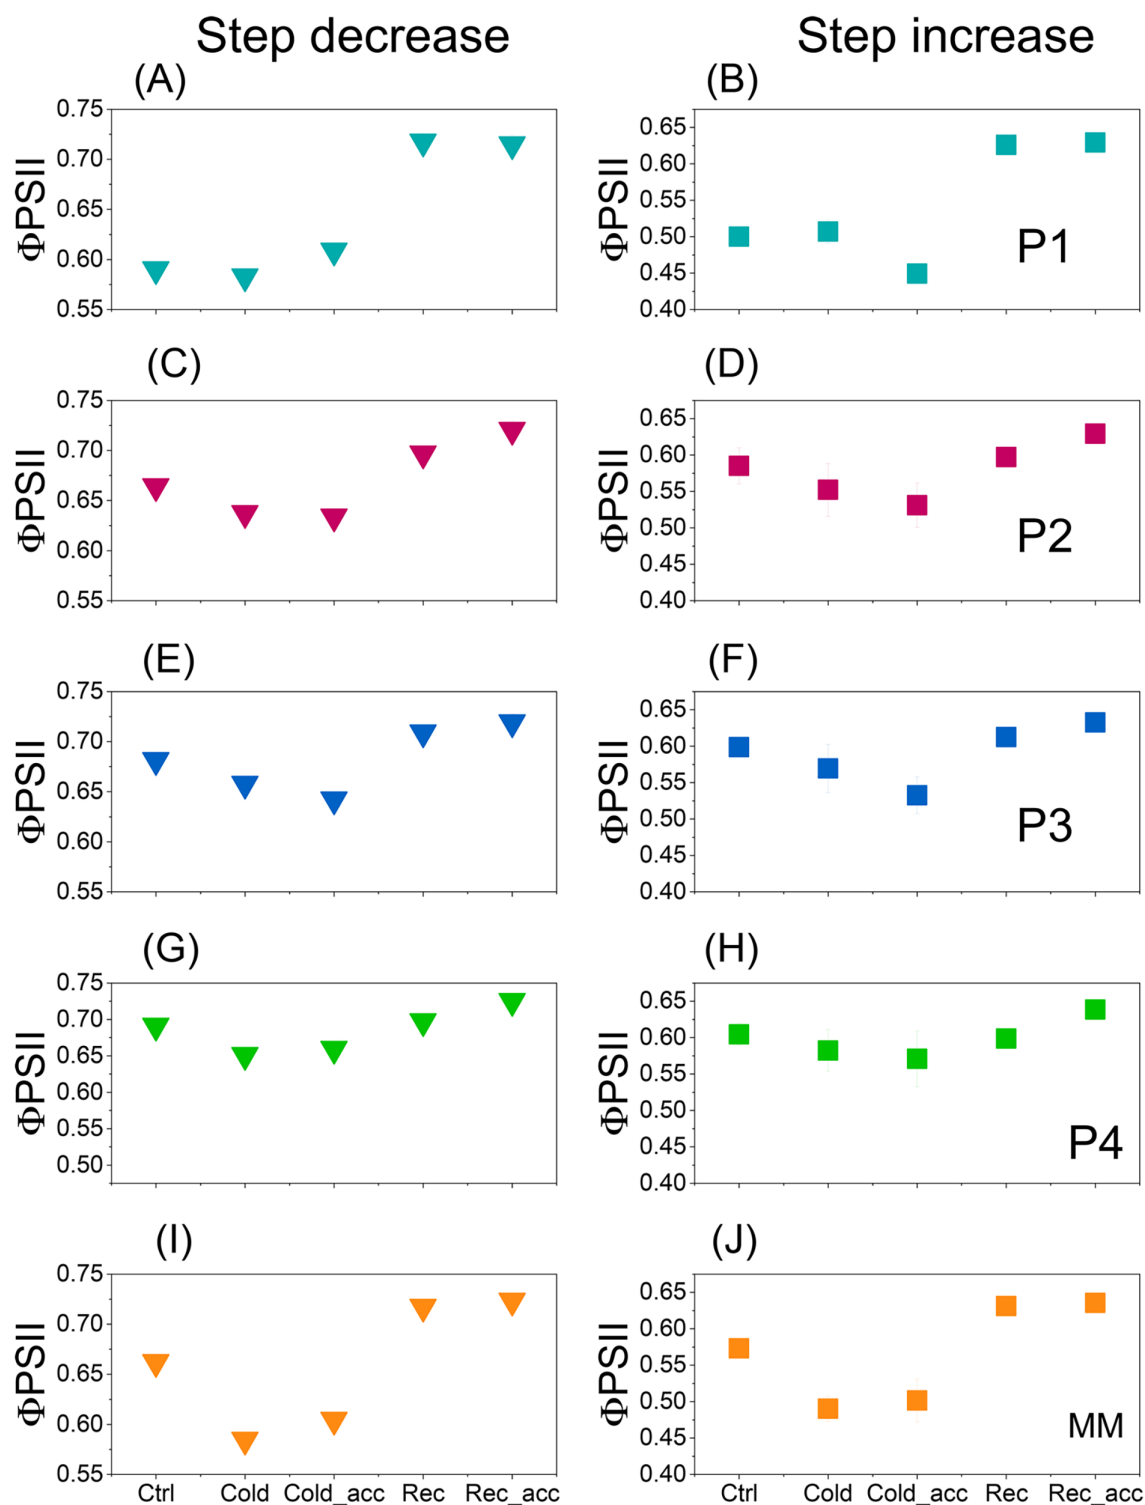 Step decrease
Step increase
(A)
(B)
0.75
0.70
0.65
0.60
0.55
ΦPSII
0.65
0.60
0.55
0.50
0.45
0.40
ΦPSII
P1
(C)
(D)
0.75
0.70
0.65
0.60
0.55
ΦPSII
0.65
0.60
0.55
0.50
0.45
0.40
ΦPSII
P2
(E)
(F)
0.75
0.70
0.65
0.60
0.55
ΦPSII
0.65
0.60
0.55
0.50
0.45
0.40
ΦPSII
P3
(G)
(H)
0.75
0.70
0.65
0.60
0.55
0.50
ΦPSII
0.65
0.60
0.55
0.50
0.45
0.40
ΦPSII
P4
(I)
(J)
0.75
0.70
0.65
0.60
0.55
ΦPSII
0.65
0.60
0.55
0.50
0.45
0.40
ΦPSII
MM
Ctrl Cold Cold_acc Rec Rec_acc
Ctrl Cold Cold_acc Rec Rec_acc